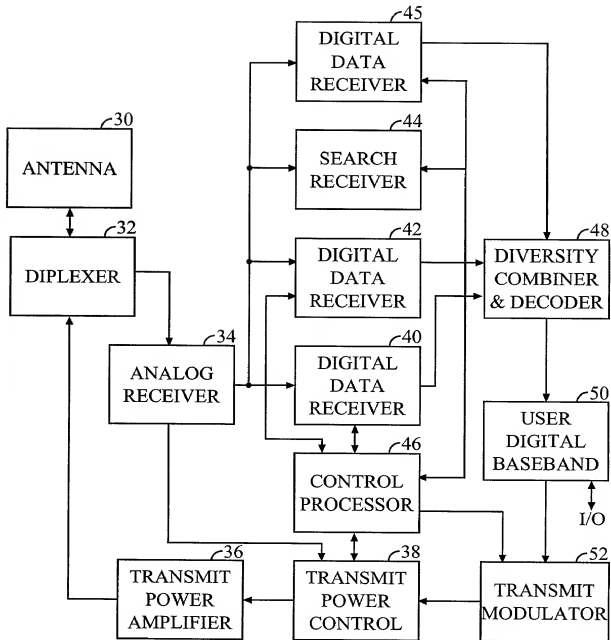 45
DIGITAL
DATA
RECEIVER
30
ANTENNA
44
SEARCH
RECEIVER
32
DIPLEXER
42
DIGITAL
DATA
RECEIVER
48
DIVERSITY
COMBINER
& DECODER
34
ANALOG
RECEIVER
40
DIGITAL
DATA
RECEIVER
50
USER
DIGITAL
BASEBAND
I/O
46
CONTROL
PROCESSOR
36
TRANSMIT
POWER
AMPLIFIER
38
TRANSMIT
POWER
CONTROL
52
TRANSMIT
MODULATOR